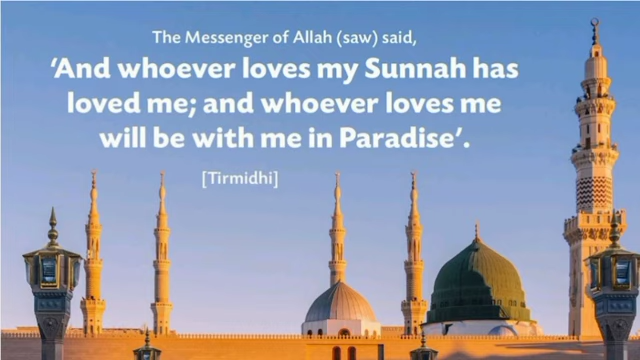 The Messenger of Allah (saw) said,
‘And whoever loves my Sunnah has
loved me; and whoever loves me
will be with me in Paradise’.
[Tirmidhi]